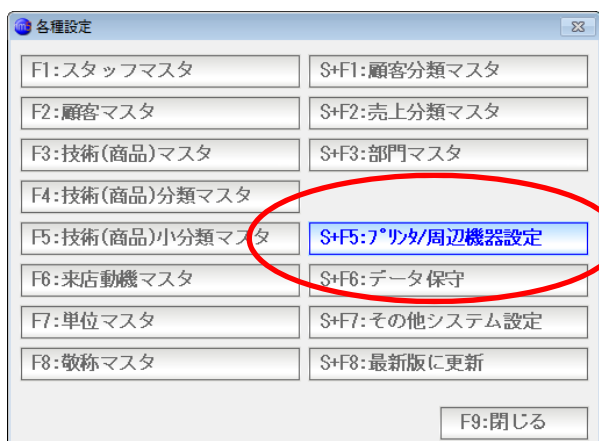 各種設定
F1:スタッフマスタ
S+F1:顧客分類マスタ
F2:顧客マスタ
S+F2:売上分類マスタ
F3:技術(商品)マスタ
S+F3:部門マスタ
F4:技術(商品)分類マスタ
F5:技術(商品)小分類マスタ
S+F5:プリンタ/周辺機器設定
F6:来店動機マスタ
S+F6:データ保守
F7:単位マスタ
S+F7:その他システム設定
F8:敬称マスタ
S+F8:最新版に更新
F9:閉じる